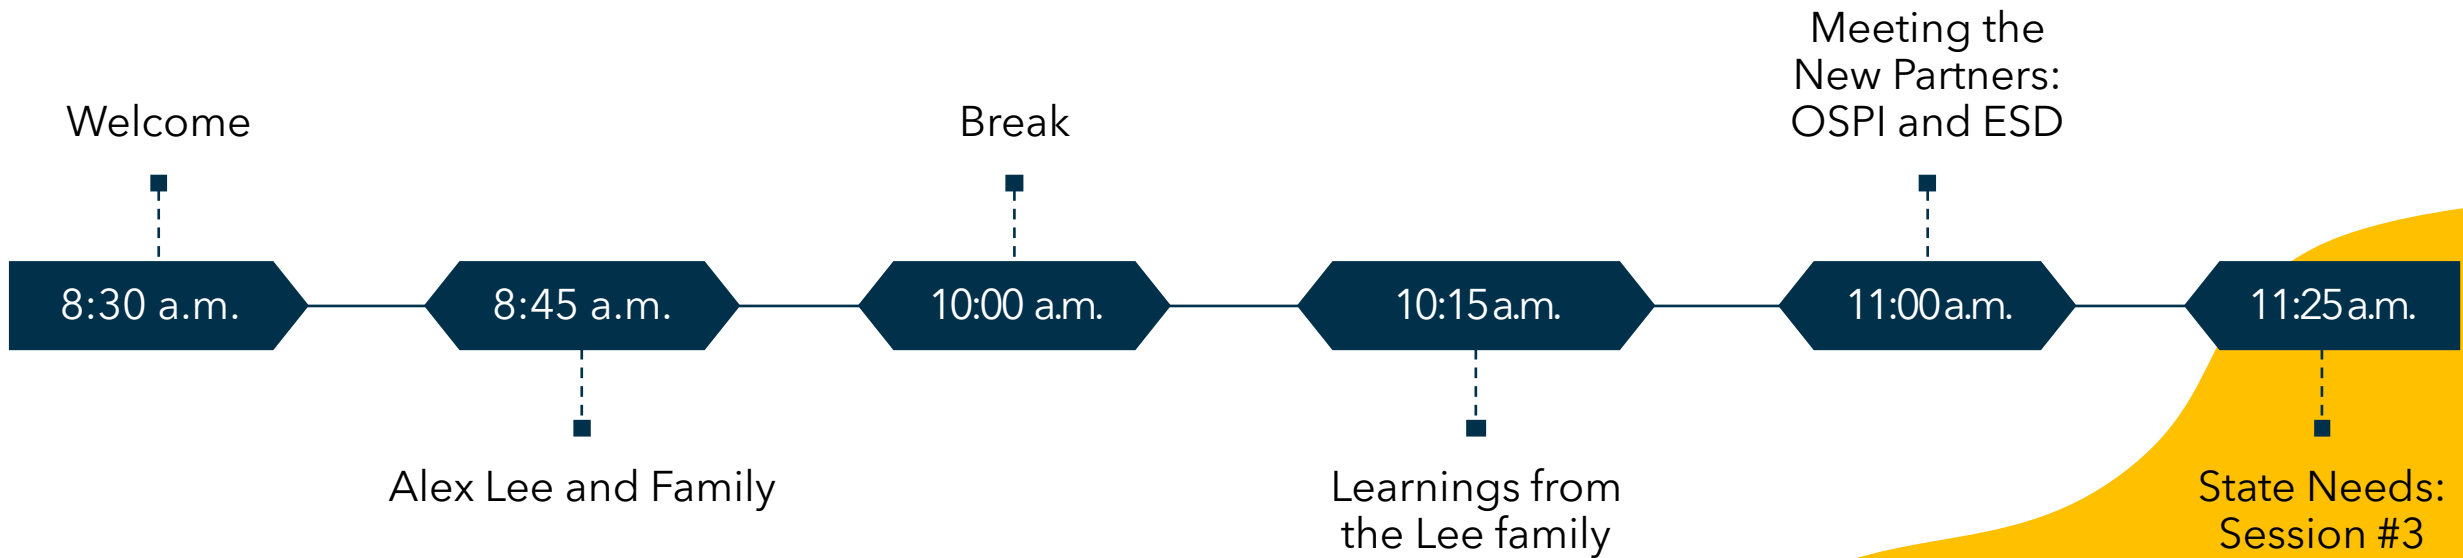 Welcome
8:30 a.m.
8:45 a.m.
Alex Lee and Family
Break
10:00 a.m.
10:15 a.m.
Learnings from
the Lee family
Meeting the
New Partners:
OSPI and ESD
11:00 a.m.
11:25 a.m.
State Needs:
Session #3